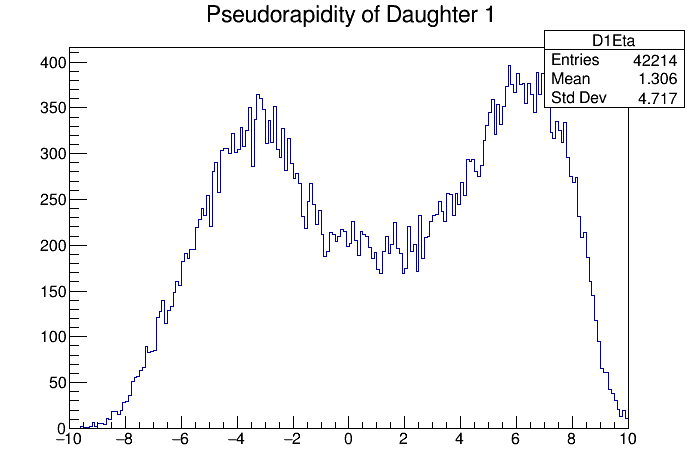 Pseudorapidity of Daughter 1
D1Eta
Entries 42214
Mean 1.306
Std Dev 4.717
400
350
300
250
200
150
100
50
0
−10 −8 −6 −4 −2 0 2 4 6 8 10